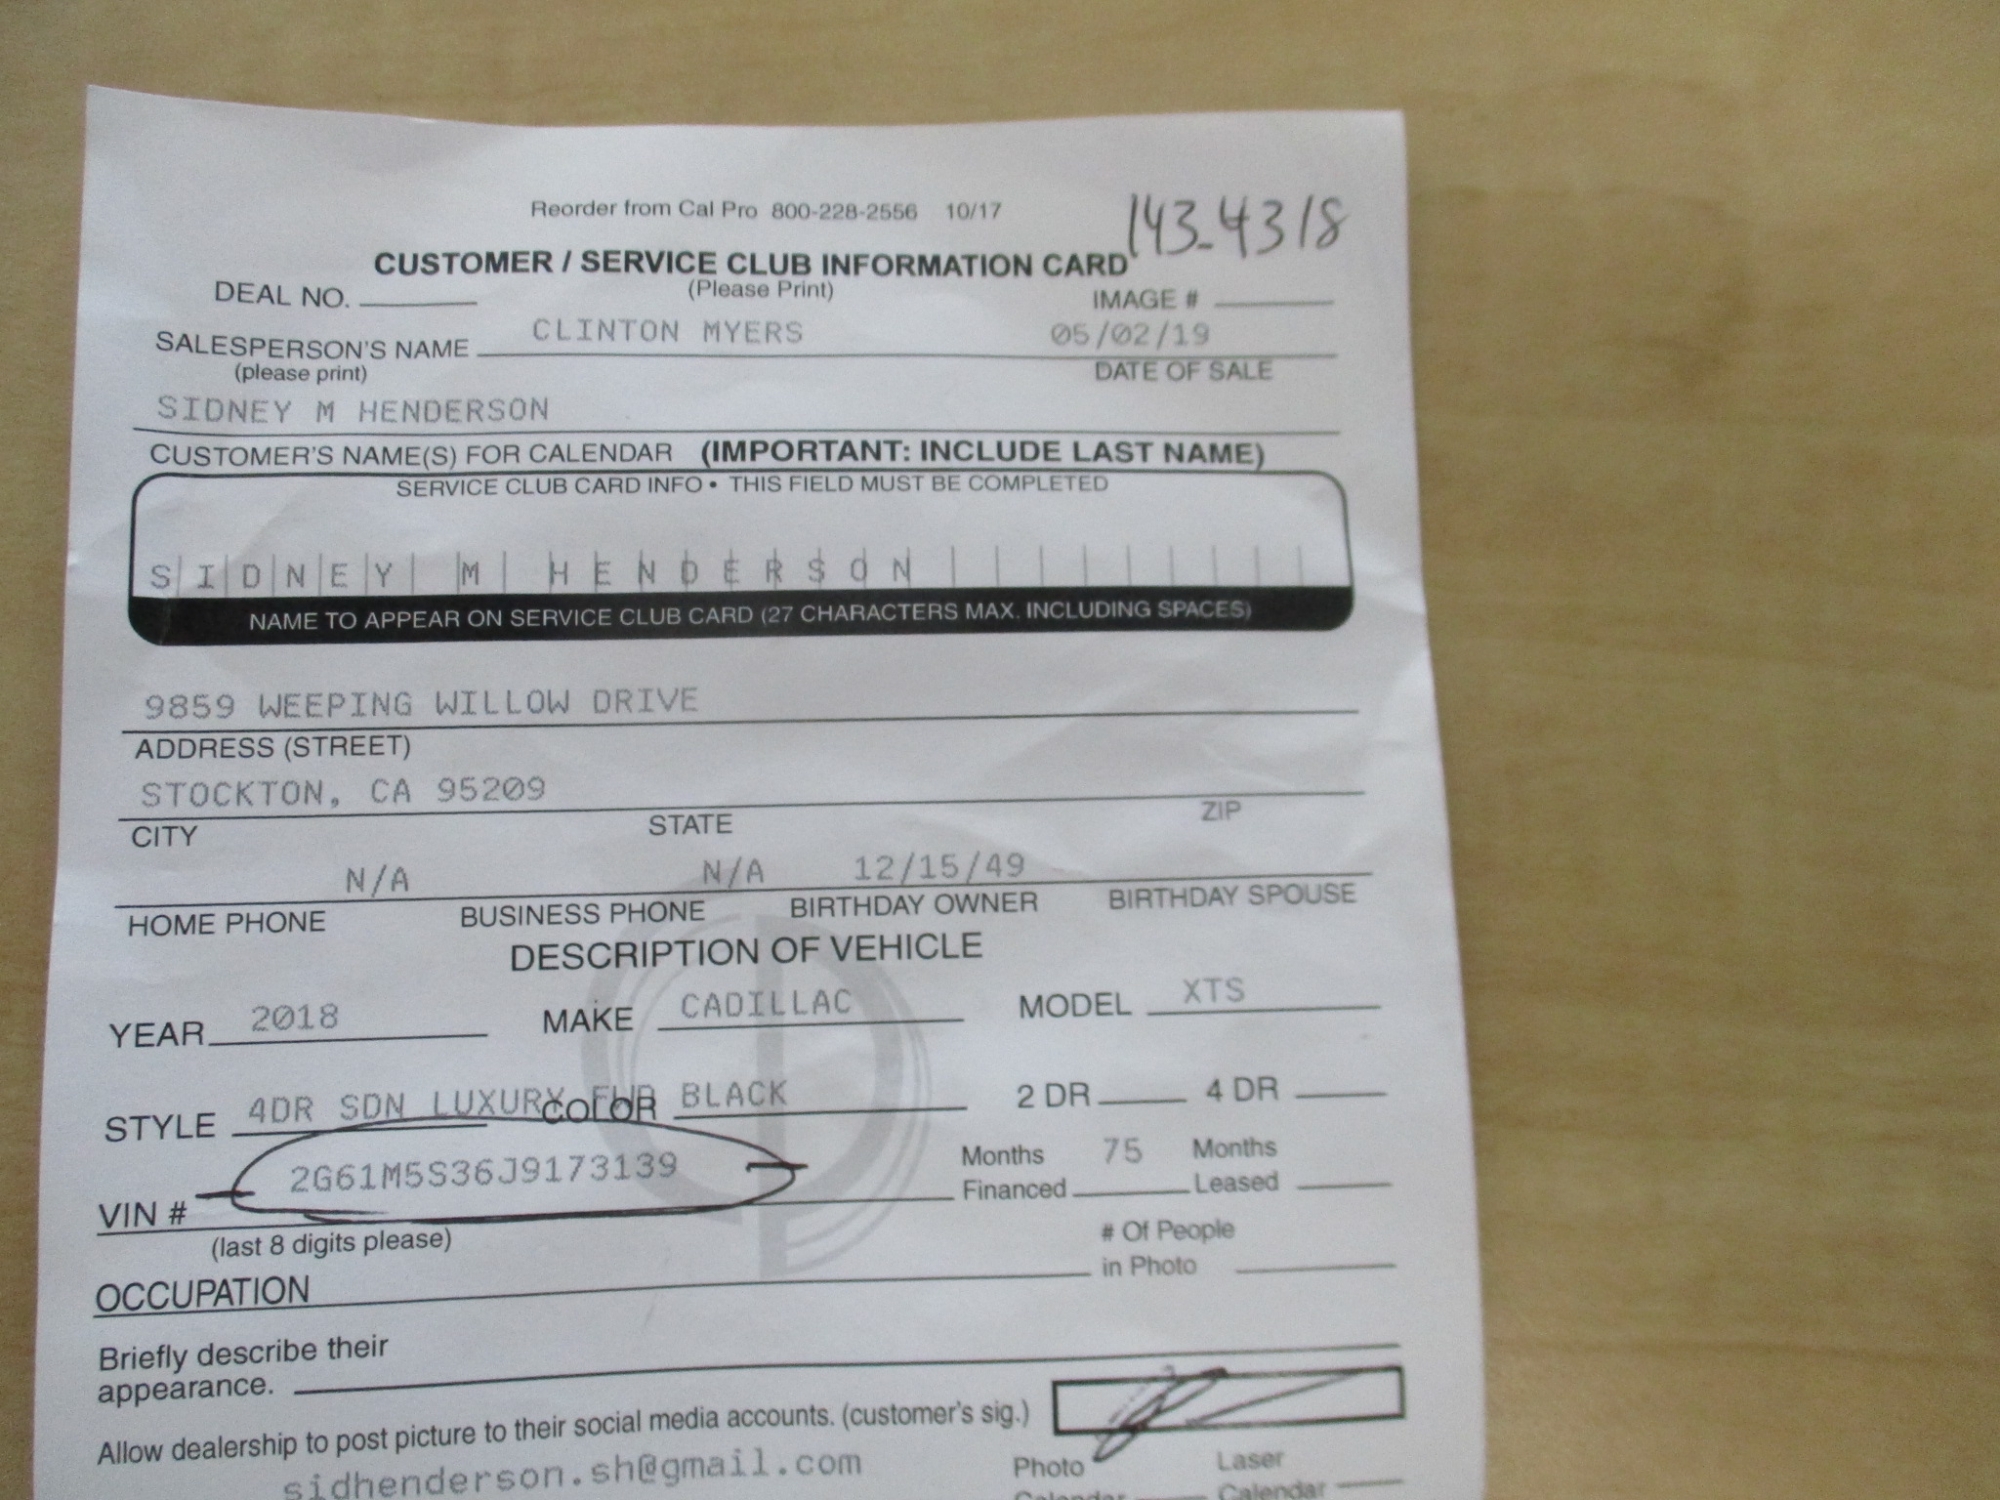 Reorder from Cal Pro 800-228-2556 10/17
143-4318
CUSTOMER / SERVICE CLUB INFORMATION CARD
(Please Print)
DEAL NO. IMAGE #
SALESPERSON'S NAME CLINTON MYERS 05/02/19
(please print) DATE OF SALE
SIDNEY M HENDERSON
CUSTOMER'S NAME(S) FOR CALENDAR (IMPORTANT: INCLUDE LAST NAME)
SERVICE CLUB CARD INFO • THIS FIELD MUST BE COMPLETED
SIDNEY M HENDERSON
NAME TO APPEAR ON SERVICE CLUB CARD (27 CHARACTERS MAX. INCLUDING SPACES)
9859 WEEPING WILLOW DRIVE
ADDRESS (STREET)
STOCKTON, CA 95209
CITY STATE ZIP
N/A N/A 12/15/49
HOME PHONE BUSINESS PHONE BIRTHDAY OWNER BIRTHDAY SPOUSE
DESCRIPTION OF VEHICLE
YEAR 2018 MAKE CADILLAC MODEL XTS
STYLE 4DR SDN LUXURY FWD COLOR BLACK 2 DR 4 DR
VIN # 2G61M5S36J9173139 Months Financed 75 Months Leased
(last 8 digits please)
# Of People in Photo
OCCUPATION
Briefly describe their
appearance.
Allow dealership to post picture to their social media accounts. (customer's sig.)
sidhenderson.sh@gmail.com
Photo Laser
Calendar Calendar